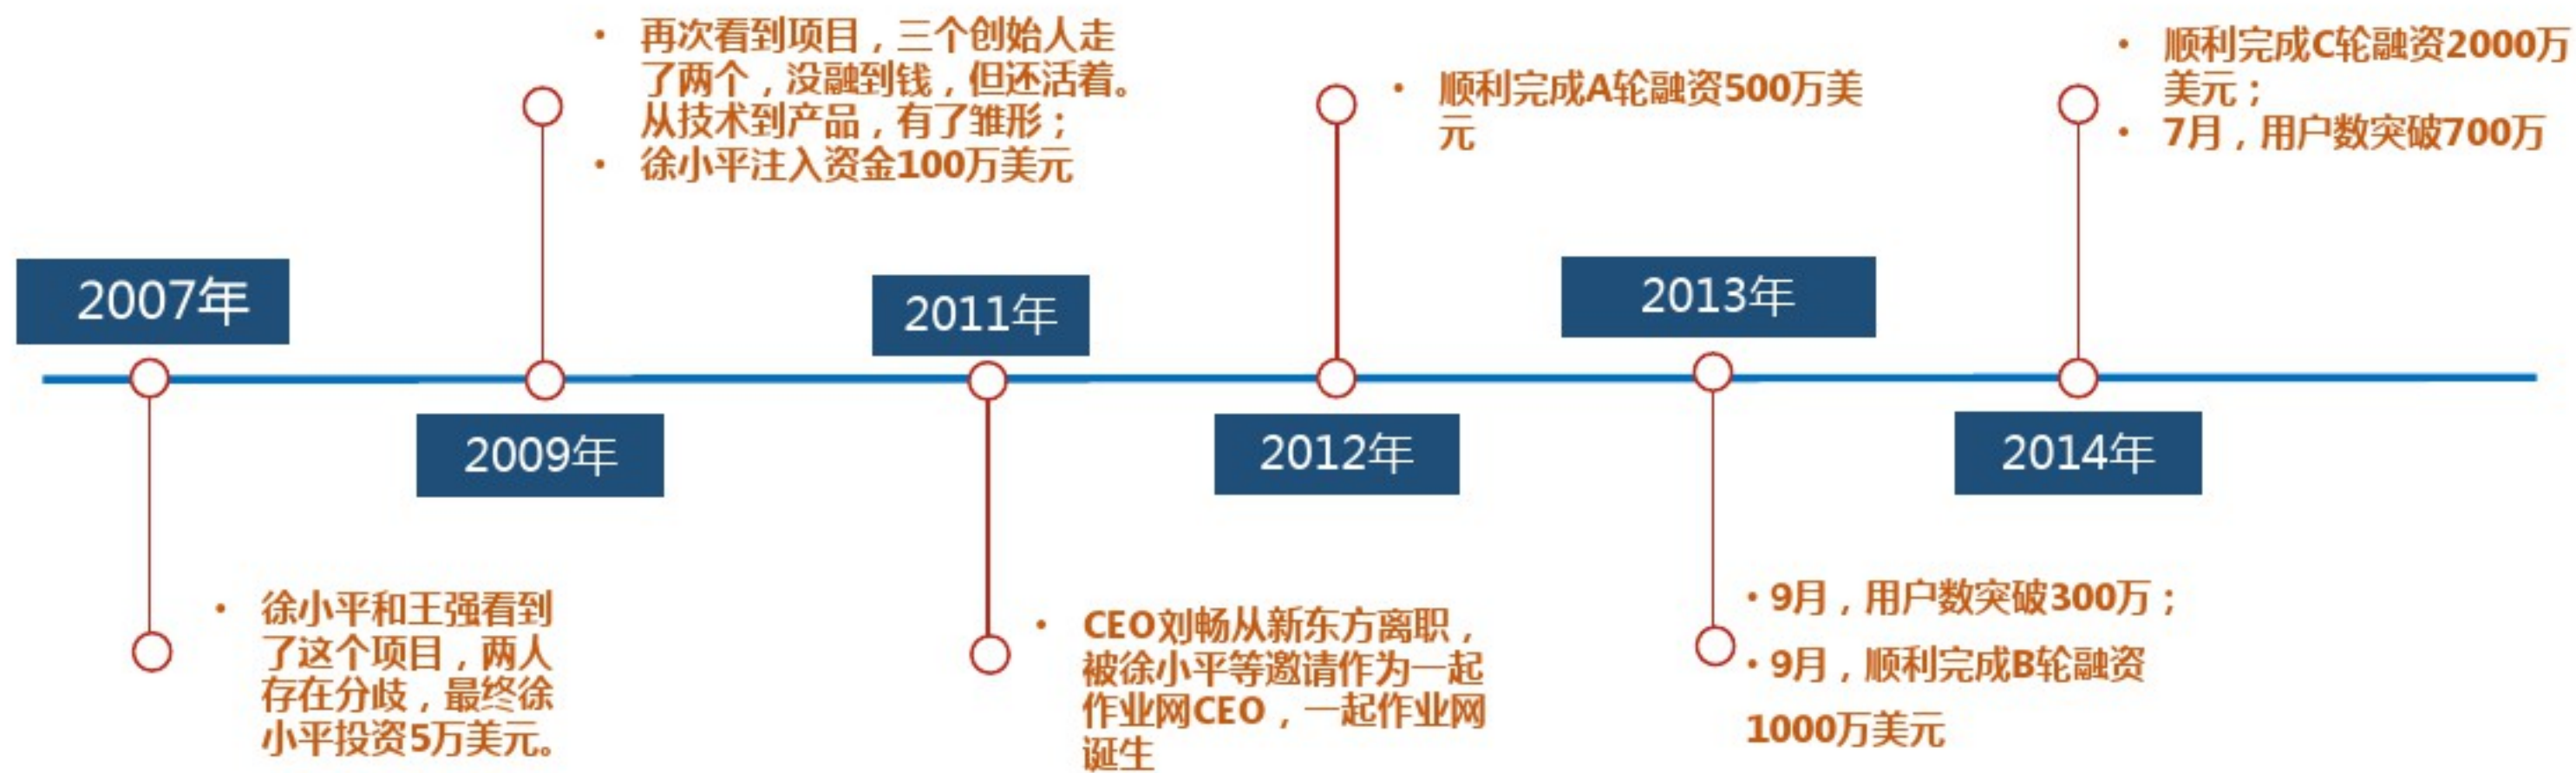 2007年
• 徐小平和王强看到
了这个项目，两人
存在分歧，最终徐
小平投资5万美元。
• 再次看到项目，三个创始人走
了两个，没融到钱，但还活着。
从技术到产品，有了雏形；
• 徐小平注入资金100万美元
2009年
2011年
• CEO刘畅从新东方离职，
被徐小平等邀请作为一起
作业网CEO，一起作业网
诞生
• 顺利完成A轮融资500万美
元
2012年
2013年
• 9月，用户数突破300万；
• 9月，顺利完成B轮融资
1000万美元
• 顺利完成C轮融资2000万
美元；
• 7月，用户数突破700万
2014年